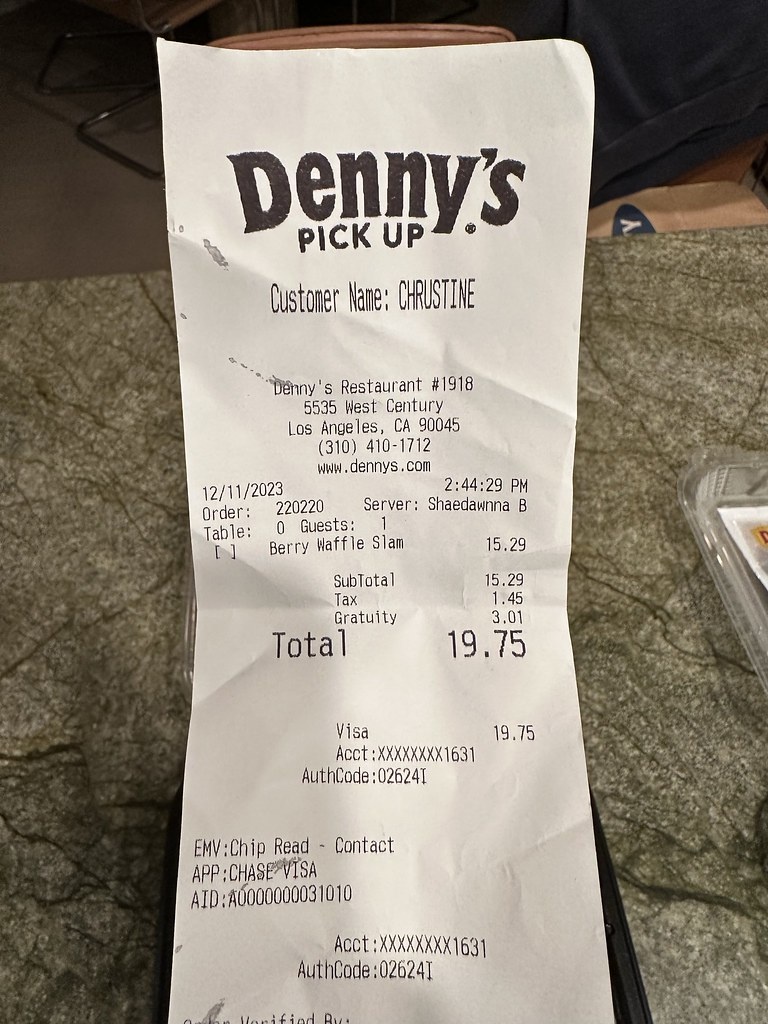 Denny's
PICK UP
Customer Name: CHRUSTINE
Denny's Restaurant #1918
5535 West Century
Los Angeles, CA 90045
(310) 410-1712
www.dennys.com
12/11/2023 2:44:29 PM
Order: 220220 Server: Shaedawnna B
Table: 0 Guests: 1
[ ] Berry Waffle Slam 15.29
SubTotal 15.29
Tax 1.45
Gratuity 3.01
Total 19.75
Visa 19.75
Acct:XXXXXXXX1631
AuthCode:02624I
EMV:Chip Read - Contact
APP:CHASE VISA
AID:A0000000031010
Acct:XXXXXXXX1631
AuthCode:02624I
Order Verified By: